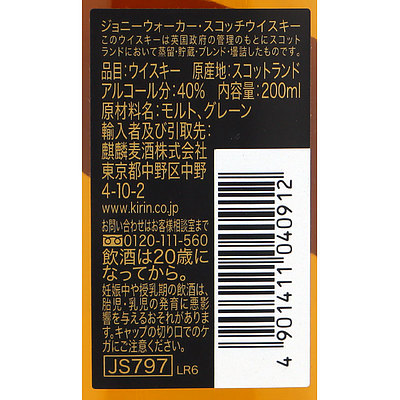 ジョニーウォーカー・スコッチウイスキー
このウイスキーは英国政府の管理のもとにスコット
ランドにおいて蒸留・貯蔵・ブレンド・壜詰したものです。
品目:ウイスキー 原産地:スコットランド
アルコール分:40% 内容量:200ml
原材料名:モルト、グレーン
輸入者及び引取先:
麒麟麦酒株式会社
東京都中野区中野
4-10-2
www.kirin.co.jp
お問い合わせはお客様相談室まで
0120-111-560
飲酒は20歳に
なってから。
妊娠中や授乳期の飲酒は、
胎児・乳児の発育に悪影
響を与えるおそれがありま
す。キャップの切り口でのケ
ガにご注意ください。
JS797 LR6
4 901411 040912